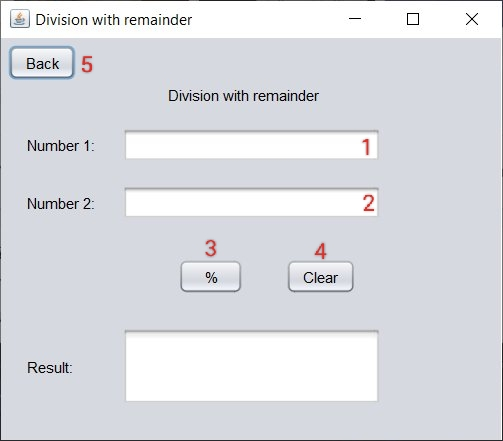 Division with remainder
Back 5
Division with remainder
Number 1: 1
Number 2: 2
3 4
% Clear
Result: